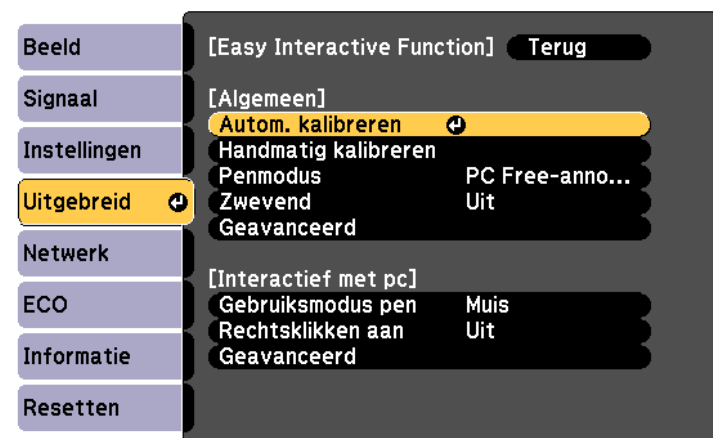 Beeld
Signaal
Instellingen
Uitgebreid
Netwerk
ECO
Informatie
Resetten
[Easy Interactive Function] Terug
[Algemeen]
Autom. kalibreren
Handmatig kalibreren
Penmodus PC Free-anno...
Zwevend Uit
Geavanceerd
[Interactief met pc]
Gebruiksmodus pen Muis
Rechtsklikken aan Uit
Geavanceerd